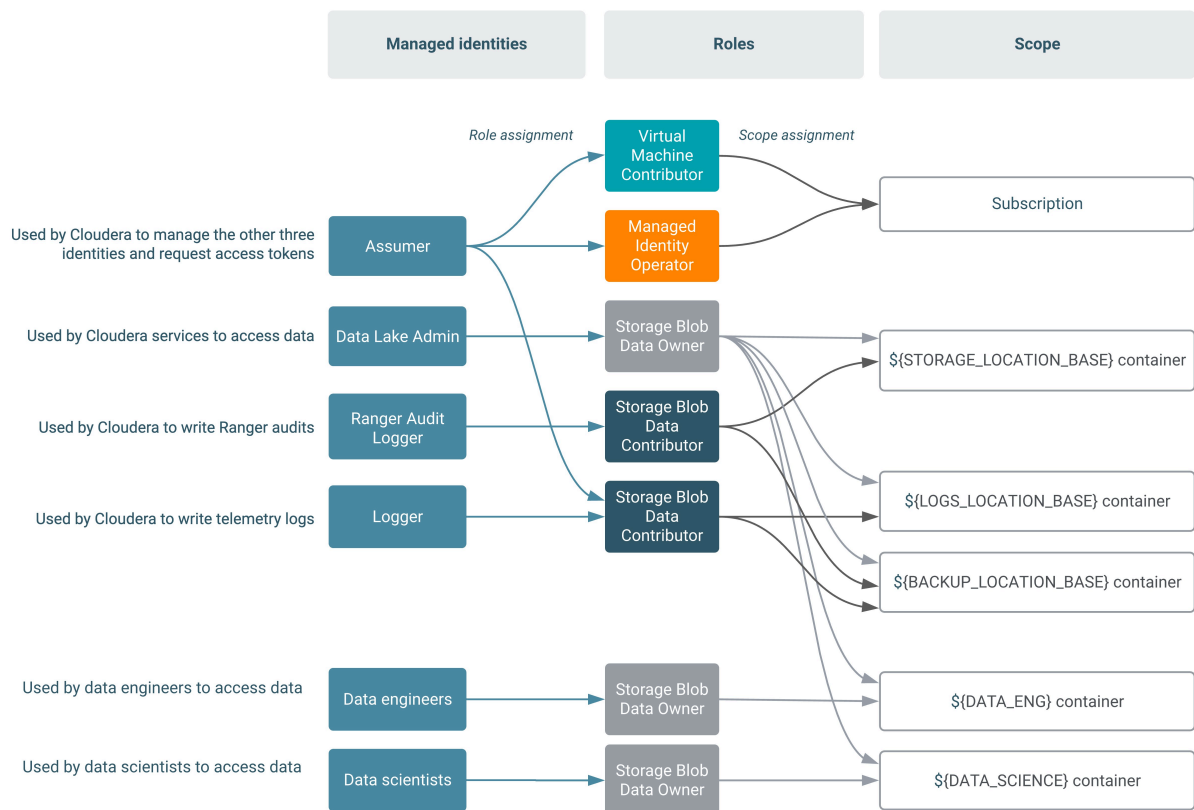 Managed identities
Roles
Scope
Role assignment
Scope assignment
Virtual
Machine
Contributor
Subscription
Used by Cloudera to manage the other three
identities and request access tokens
Assumer
Managed
Identity
Operator
Used by Cloudera services to access data
Data Lake Admin
Storage Blob
Data Owner
${STORAGE_LOCATION_BASE} container
Used by Cloudera to write Ranger audits
Ranger Audit
Logger
Storage Blob
Data
Contributor
${LOGS_LOCATION_BASE} container
Used by Cloudera to write telemetry logs
Logger
Storage Blob
Data
Contributor
${BACKUP_LOCATION_BASE} container
Used by data engineers to access data
Data engineers
Storage Blob
Data Owner
${DATA_ENG} container
Used by data scientists to access data
Data scientists
Storage Blob
Data Owner
${DATA_SCIENCE} container